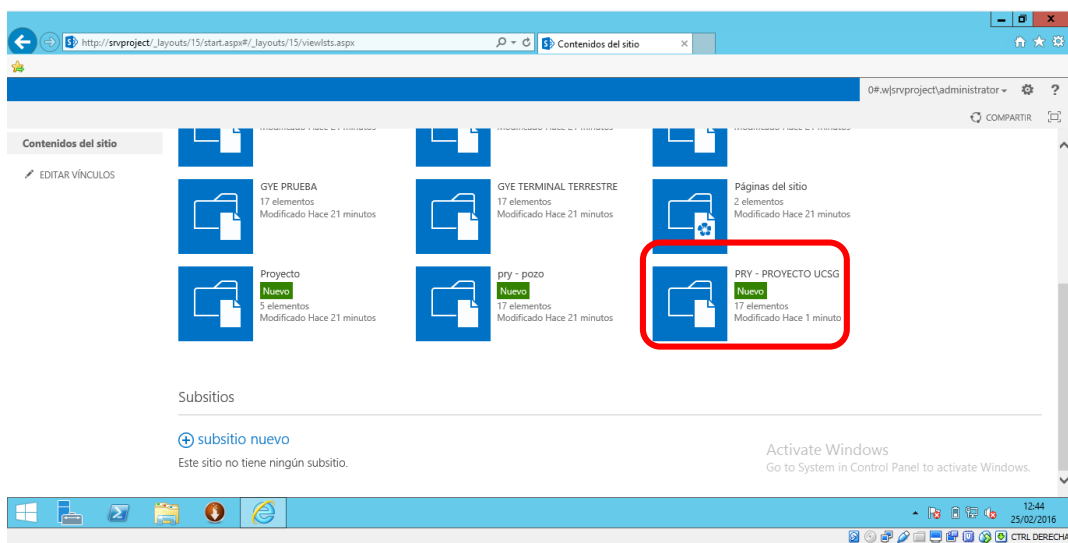 http://srvproject/_layouts/15/start.aspx#/_layouts/15/viewlsts.aspx
Contenidos del sitio
0#.w|srvproject\administrator
?
COMPARTIR
Contenidos del sitio
EDITAR VÍNCULOS
GYE PRUEBA
17 elementos
Modificado Hace 21 minutos
GYE TERMINAL TERRESTRE
17 elementos
Modificado Hace 21 minutos
Páginas del sitio
2 elementos
Modificado Hace 21 minutos
Proyecto
Nuevo
5 elementos
Modificado Hace 21 minutos
pry - pozo
Nuevo
17 elementos
Modificado Hace 21 minutos
PRY - PROYECTO UCSG
Nuevo
17 elementos
Modificado Hace 1 minuto
Subsitios
subsitio nuevo
Este sitio no tiene ningún subsitio.
Activate Windows
Go to System in Control Panel to activate Windows.
12:44
25/02/2016
CTRL DERECHA